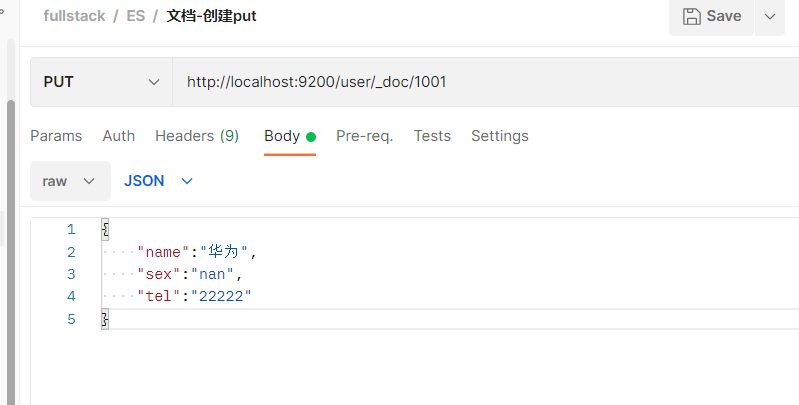 fullstack / ES / 文档-创建put
Save
PUT
http://localhost:9200/user/_doc/1001
Params Auth Headers (9) Body Pre-req. Tests Settings
raw JSON
1 {
2 "name":"华为",
3 "sex":"nan",
4 "tel":"22222"
5 }